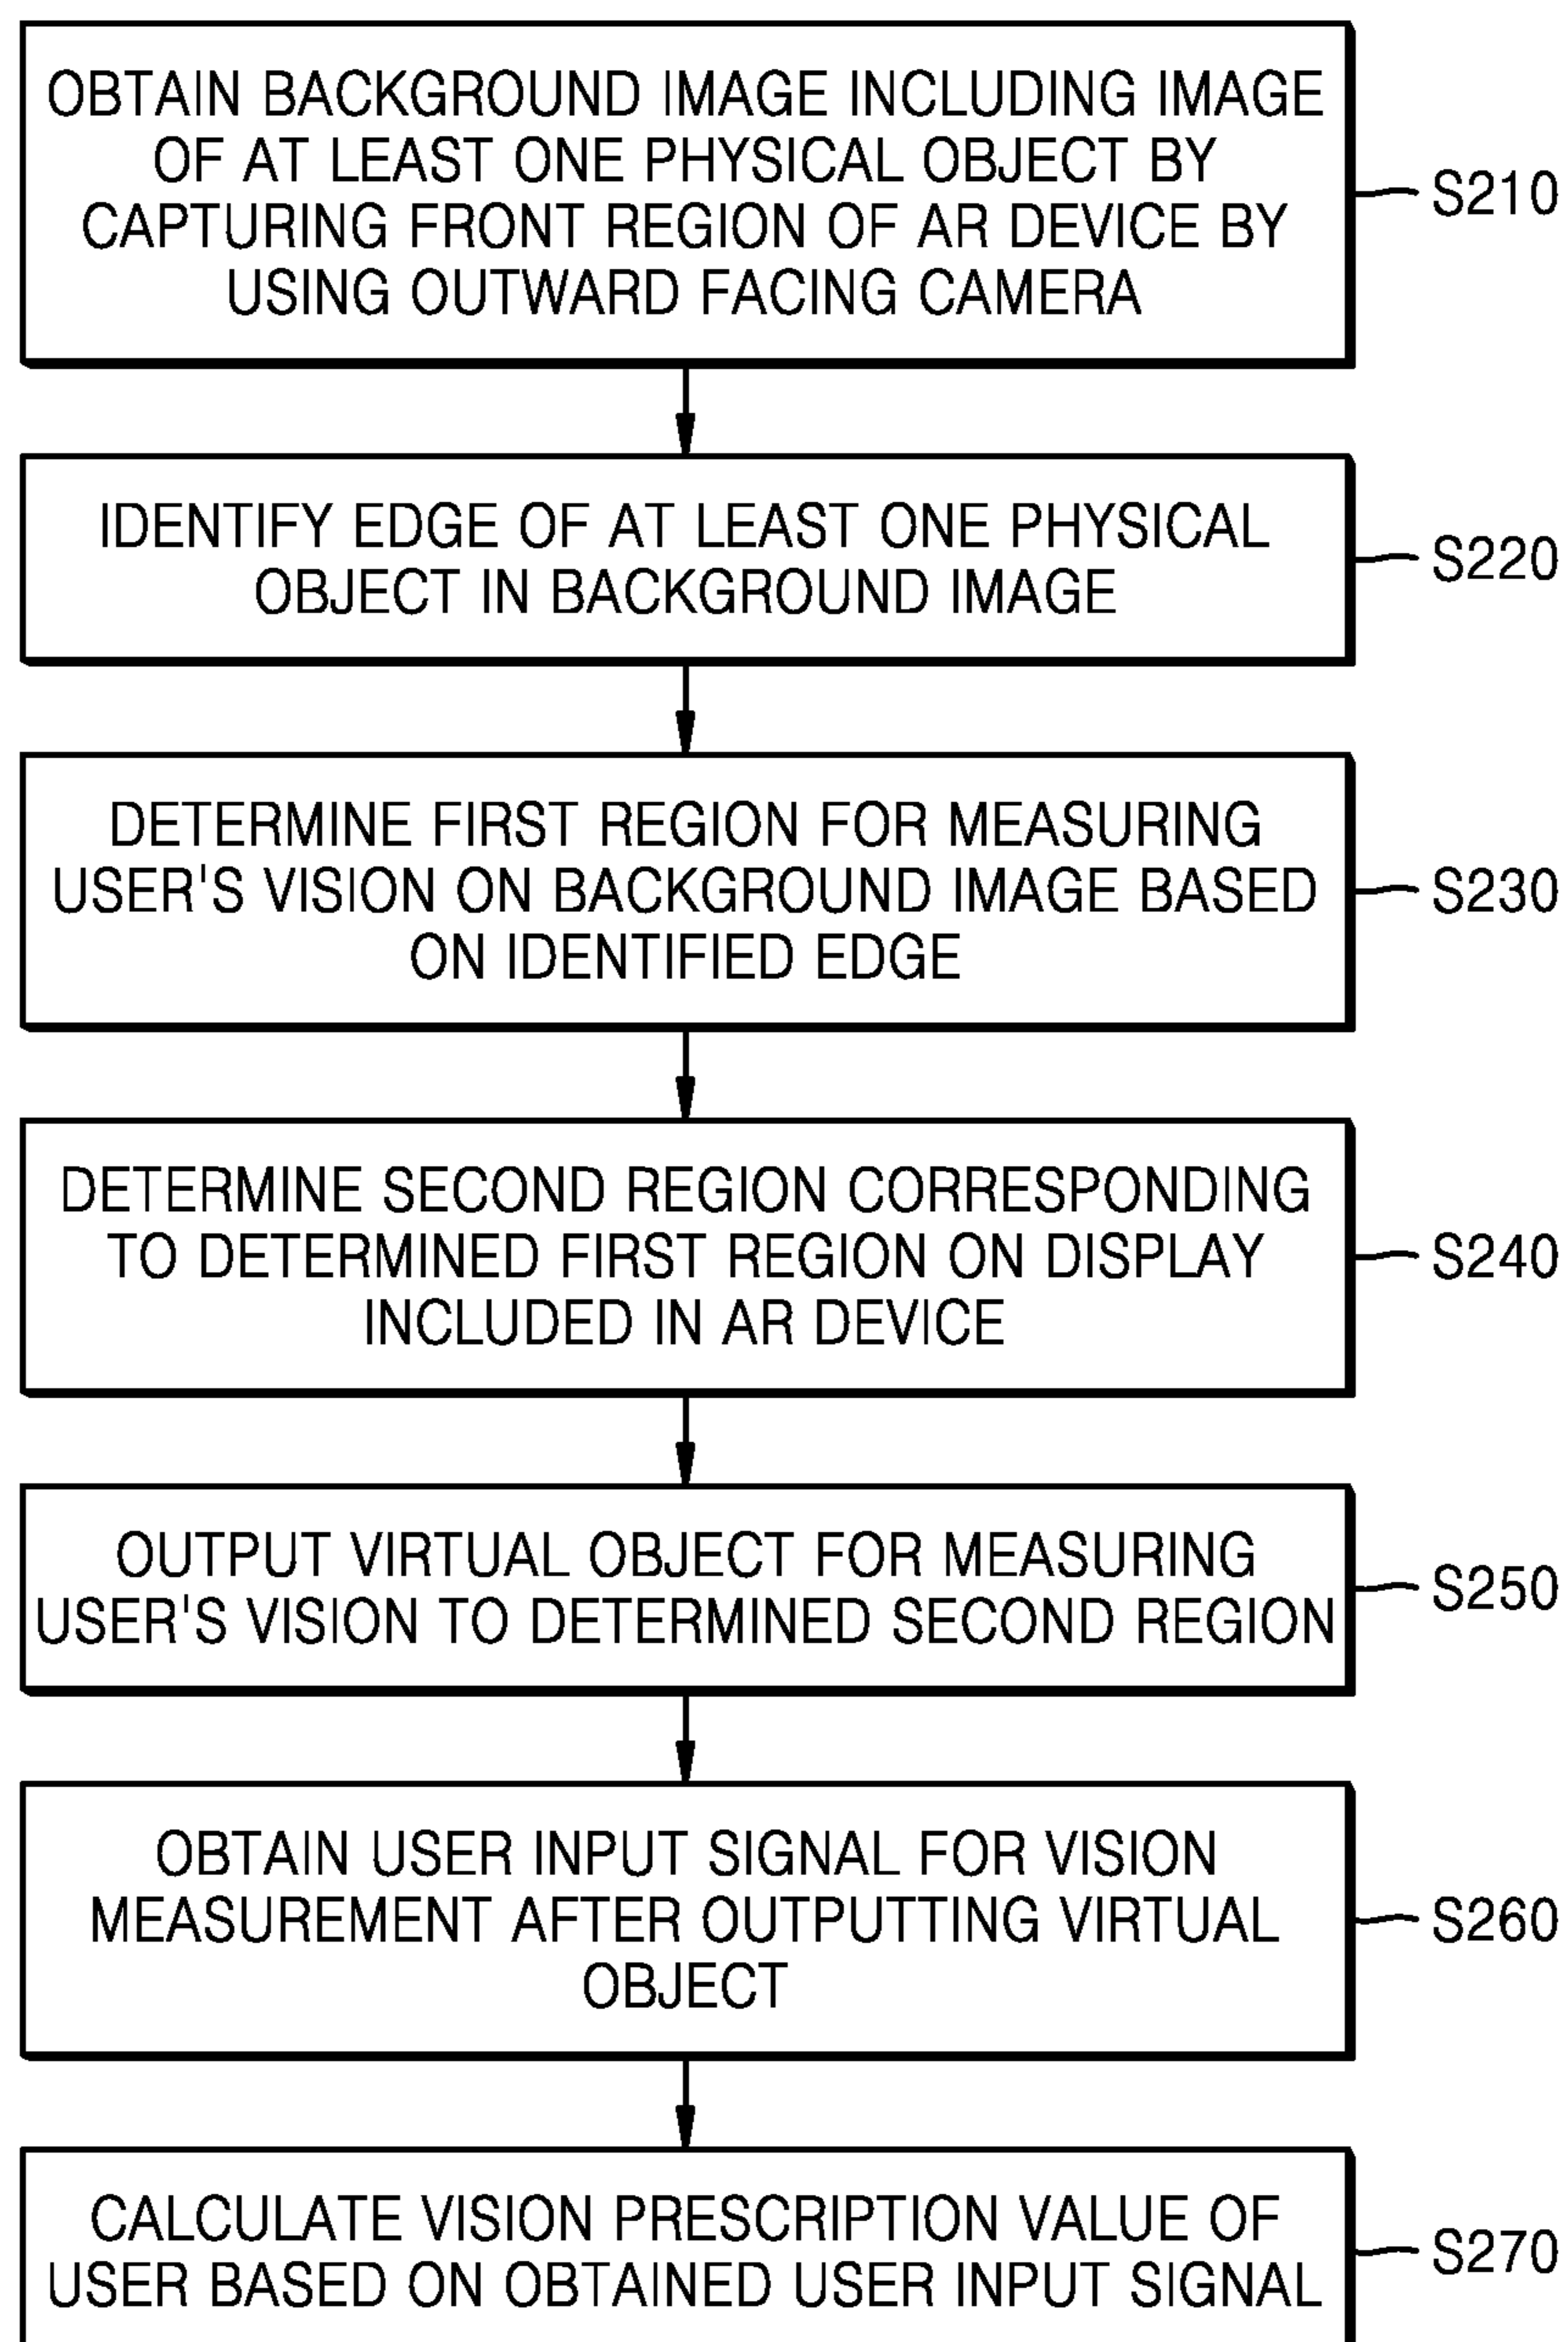 OBTAIN BACKGROUND IMAGE INCLUDING IMAGE
OF AT LEAST ONE PHYSICAL OBJECT BY
CAPTURING FRONT REGION OF AR DEVICE BY
USING OUTWARD FACING CAMERA
S210
IDENTIFY EDGE OF AT LEAST ONE PHYSICAL
OBJECT IN BACKGROUND IMAGE
S220
DETERMINE FIRST REGION FOR MEASURING
USER'S VISION ON BACKGROUND IMAGE BASED
ON IDENTIFIED EDGE
S230
DETERMINE SECOND REGION CORRESPONDING
TO DETERMINED FIRST REGION ON DISPLAY
INCLUDED IN AR DEVICE
S240
OUTPUT VIRTUAL OBJECT FOR MEASURING
USER'S VISION TO DETERMINED SECOND REGION
S250
OBTAIN USER INPUT SIGNAL FOR VISION
MEASUREMENT AFTER OUTPUTTING VIRTUAL
OBJECT
S260
CALCULATE VISION PRESCRIPTION VALUE OF
USER BASED ON OBTAINED USER INPUT SIGNAL
S270